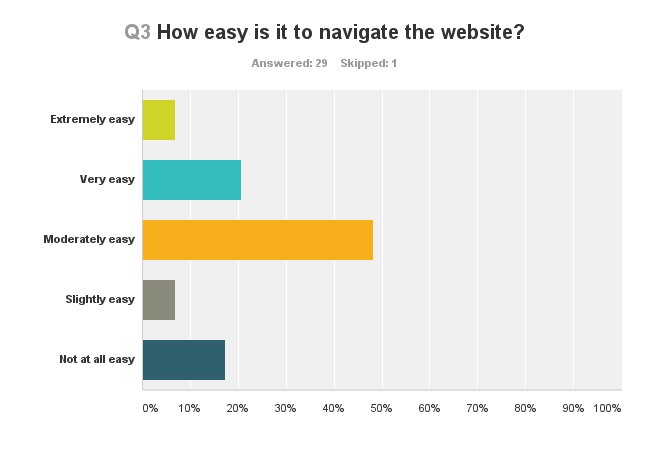 Q3 How easy is it to navigate the website?
Answered: 29 Skipped: 1
Extremely easy
Very easy
Moderately easy
Slightly easy
Not at all easy
0% 10% 20% 30% 40% 50% 60% 70% 80% 90% 100%